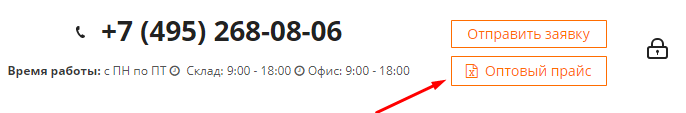 +7 (495) 268-08-06
Отправить заявку
Время работы: с ПН по ПТ Склад: 9:00 - 18:00 Офис: 9:00 - 18:00
Оптовый прайс